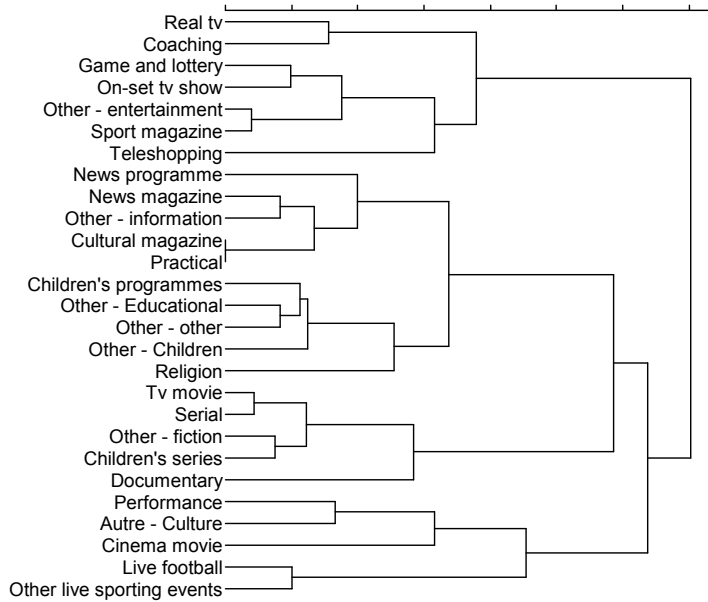 Real tv
Coaching
Game and lottery
On-set tv show
Other - entertainment
Sport magazine
Teleshopping
News programme
News magazine
Other - information
Cultural magazine
Practical
Children's programmes
Other - Educational
Other - other
Other - Children
Religion
Tv movie
Serial
Other - fiction
Children's series
Documentary
Performance
Autre - Culture
Cinema movie
Live football
Other live sporting events